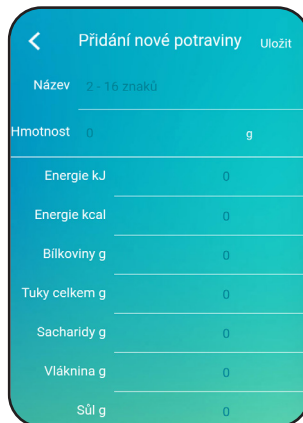 Přidání nové potraviny Uložit
Název 2 - 16 znaků
Hmotnost 0 g
Energie kJ 0
Energie kcal 0
Bílkoviny g 0
Tuky celkem g 0
Sacharidy g 0
Vláknina g 0
Sůl g 0